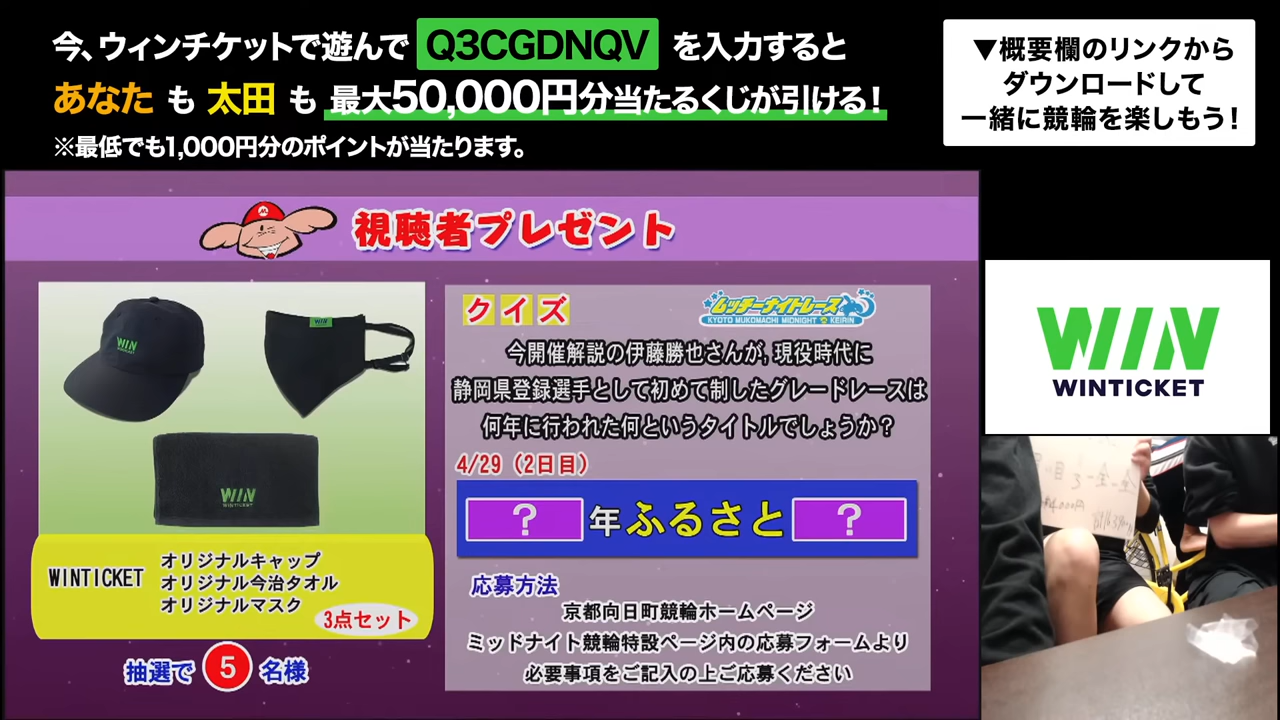 今、ウィンチケットで遊んで Q3CGDNQV を入力すると
あなた も 太田 も 最大50,000円分当たるくじが引ける!
※最低でも1,000円分のポイントが当たります。
▼概要欄のリンクから
ダウンロードして
一緒に競輪を楽しもう!
視聴者プレゼント
WIN
WINTICKET
WIN
WIN
WINTICKET
WINTICKET
オリジナルキャップ
オリジナル今治タオル
オリジナルマスク
3点セット
抽選で 5 名様
クイズ
ムッチーナイトレース
KYOTO MUKOMACHI MIDNIGHT KEIRIN
今開催解説の伊藤勝也さんが,現役時代に
静岡県登録選手として初めて制したグレードレースは
何年に行われた何というタイトルでしょうか?
4/29(2日目)
? 年ふるさと ?
応募方法
京都向日町競輪ホームページ
ミッドナイト競輪特設ページ内の応募フォームより
必要事項をご記入の上ご応募ください
WIN
WINTICKET